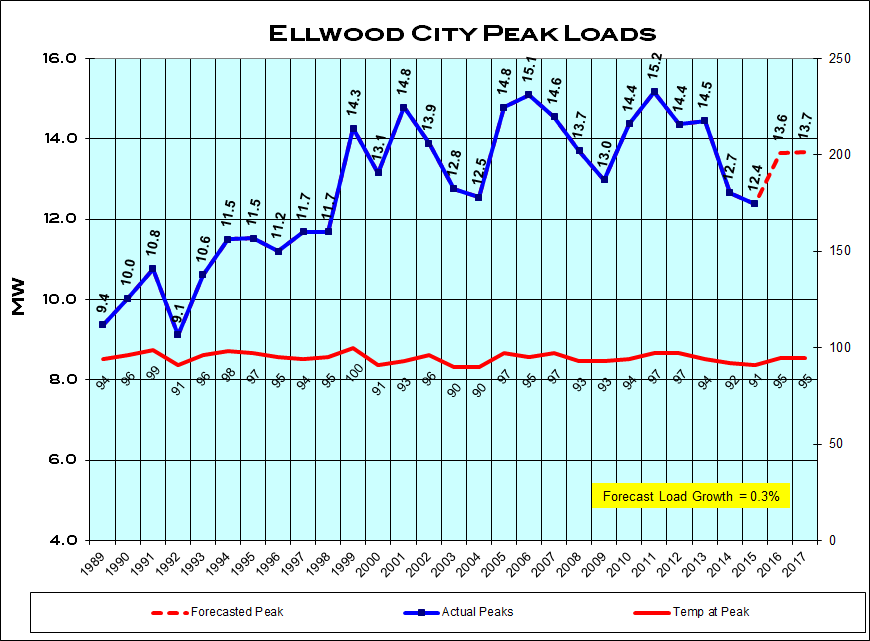 ELLWOOD CITY PEAK LOADS
16.0
14.0
12.0
10.0
8.0
6.0
4.0
MW
250
200
150
100
50
0
9.4 10.0 10.8 9.1 10.6 11.5 11.5 11.2 11.7 11.7 14.3 13.1 14.8 13.9 12.8 12.5 14.8 15.1 14.6 13.7 13.0 14.4 15.2 14.4 14.5 12.7 12.4 13.6 13.7
94 96 99 91 96 98 97 95 94 95 100 91 93 96 90 90 97 95 97 93 93 94 97 97 94 92 91 95 95
Forecast Load Growth = 0.3%
1989 1990 1991 1992 1993 1994 1995 1996 1997 1998 1999 2000 2001 2002 2003 2004 2005 2006 2007 2008 2009 2010 2011 2012 2013 2014 2015 2016 2017
Forecasted Peak Actual Peaks Temp at Peak